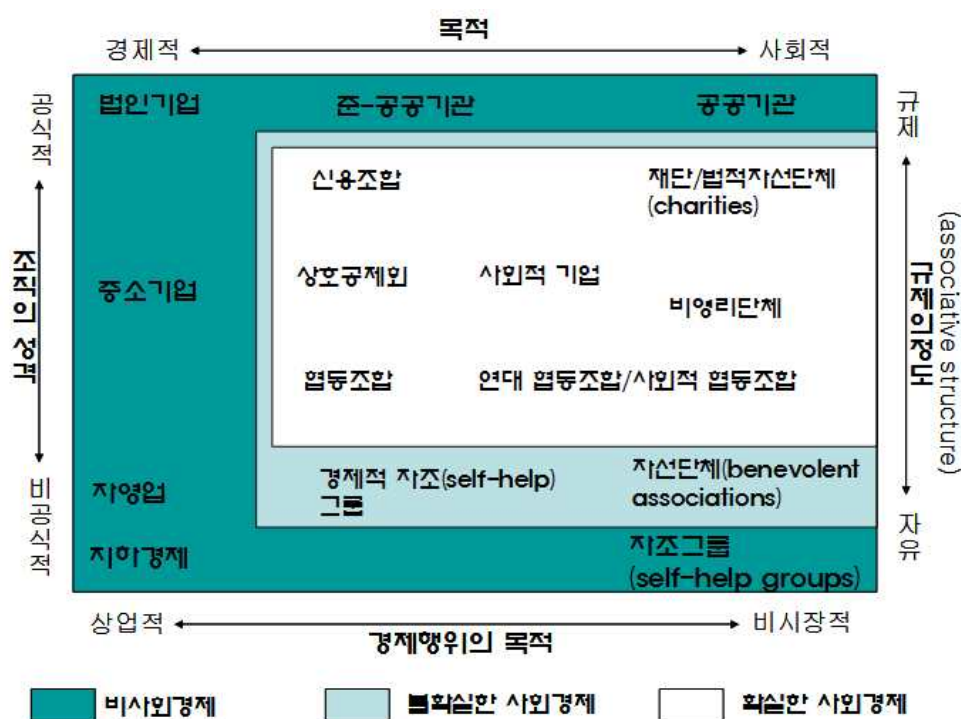 목적
경제적
사회적
법인기업
준-공공기관
공공기관
공식적
규제
신용조합
재단/법적자선단체
(charities)
조직의 성격
중소기업
상호공제회
사회적 기업
비영리단체
규제의정도
(associative structure)
협동조합
연대 협동조합/사회적 협동조합
비공식적
자영업
경제적 자조(self-help)
그룹
자선단체(benevolent
associations)
자유
지하경제
자조그룹
(self-help groups)
상업적
비시장적
경제행위의 목적
비사회경제
불확실한 사회경제
확실한 사회경제